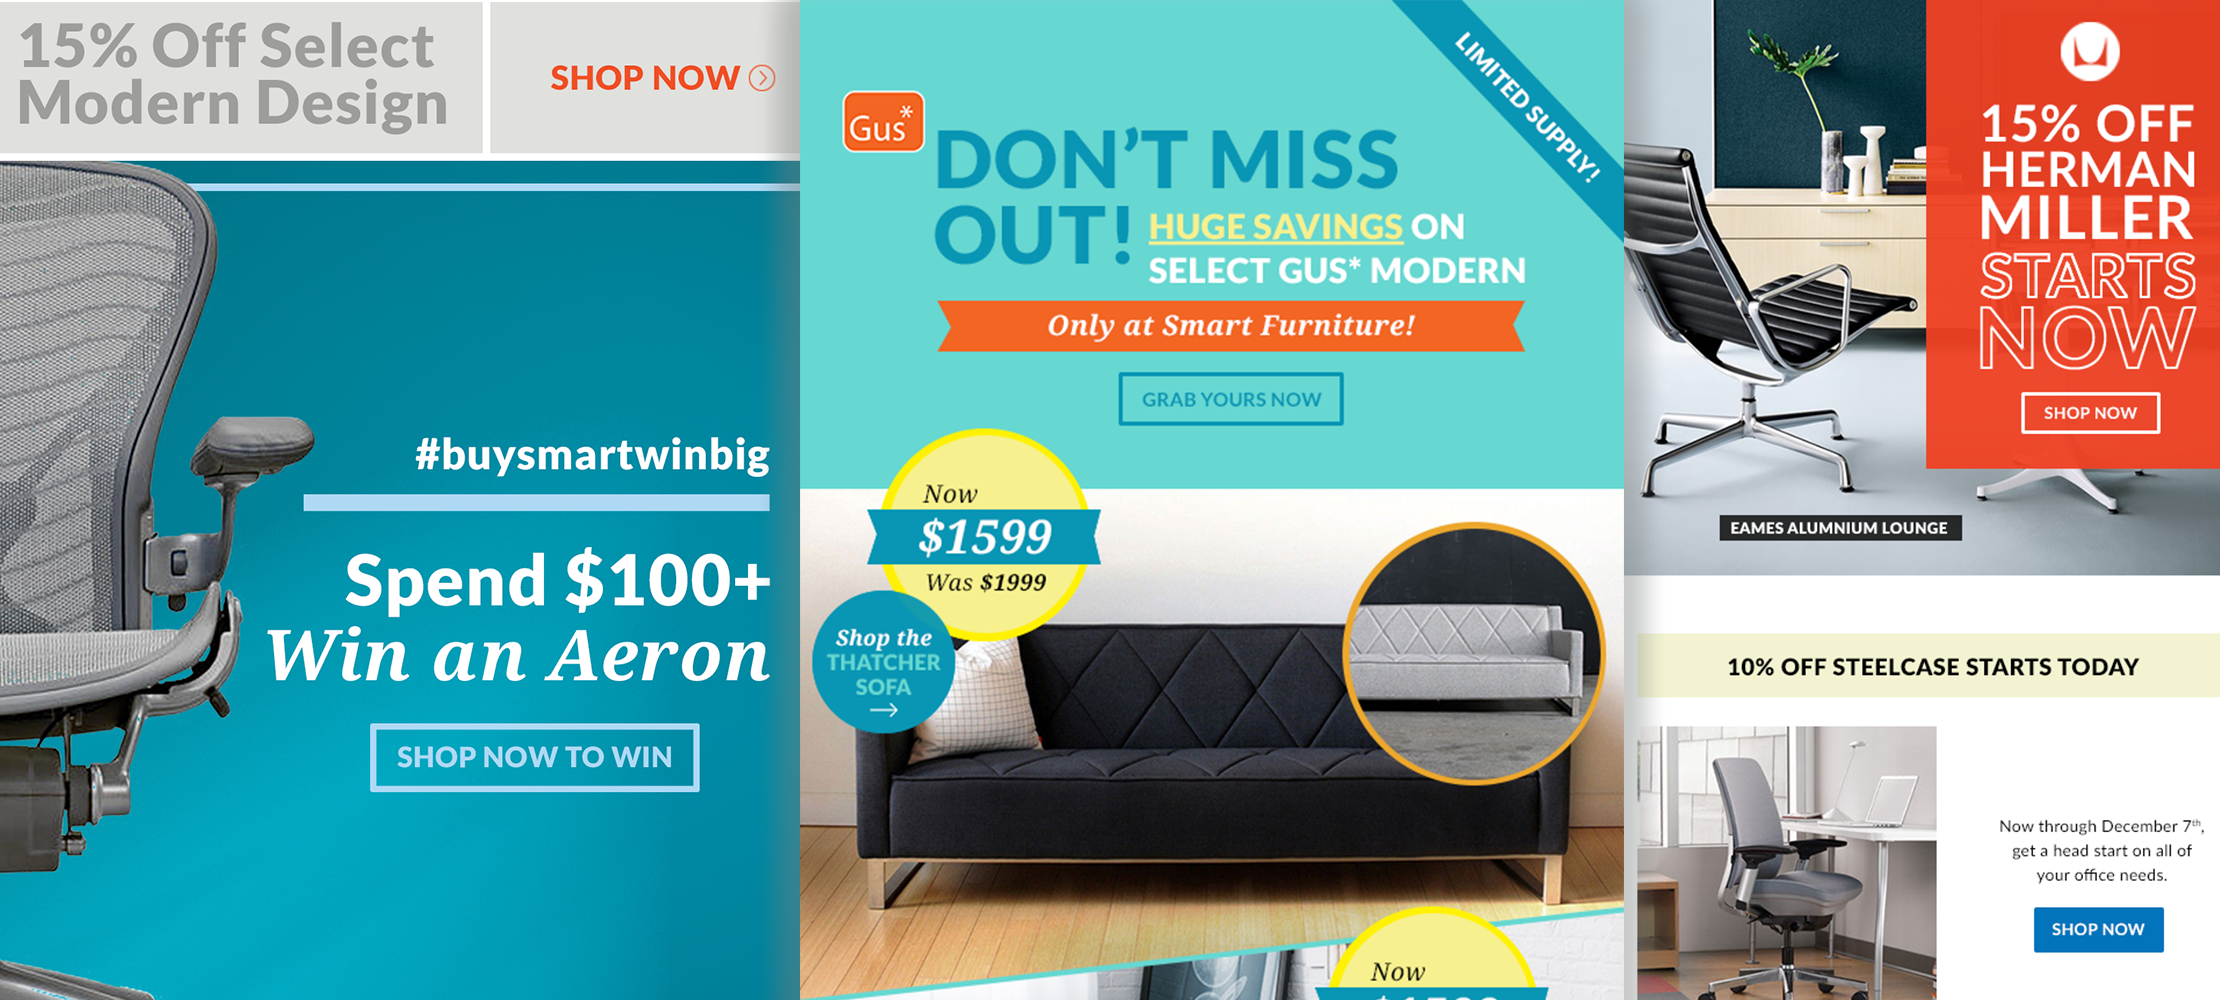 15% Off Select
Modern Design
SHOP NOW
#buysmartwinbig
Spend $100+
Win an Aeron
SHOP NOW TO WIN
LIMITED SUPPLY!
Gus*
DON'T MISS
OUT!
HUGE SAVINGS ON
SELECT GUS* MODERN
Only at Smart Furniture!
GRAB YOURS NOW
Now
$1599
Was $1999
Shop the
THATCHER
SOFA
Now
15% OFF
HERMAN
MILLER
STARTS
NOW
SHOP NOW
EAMES ALUMNIUM LOUNGE
10% OFF STEELCASE STARTS TODAY
Now through December 7th,
get a head start on all of
your office needs.
SHOP NOW